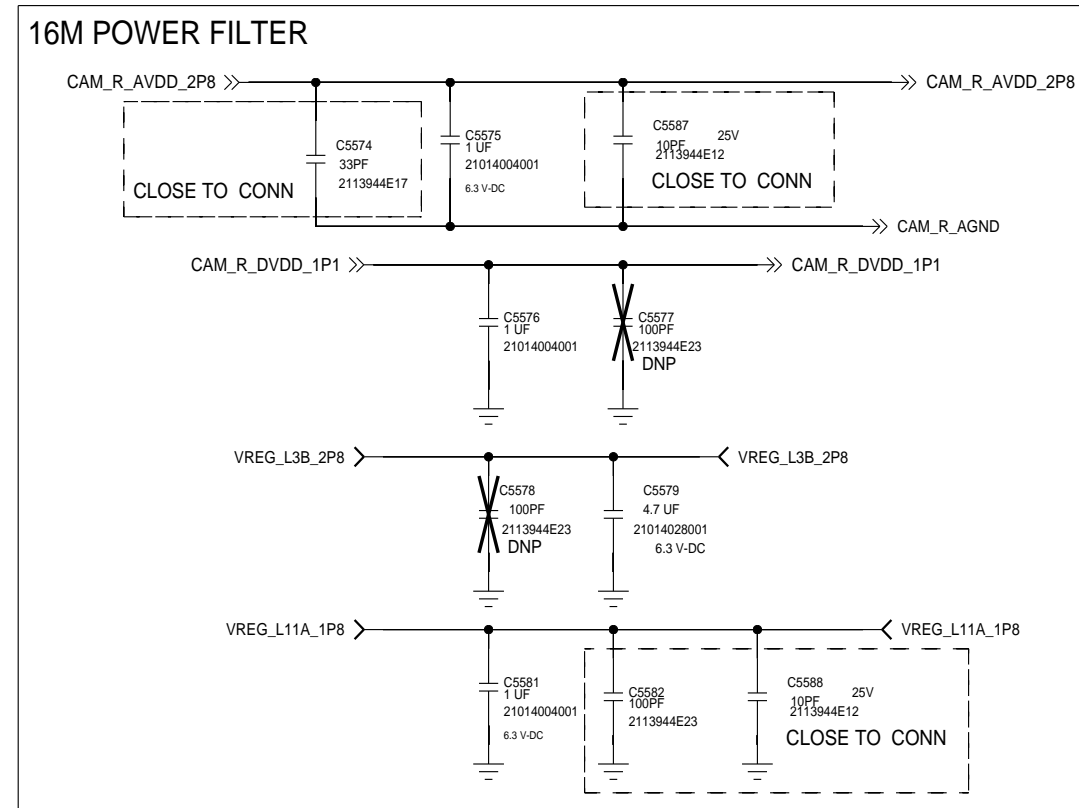 16M POWER FILTER
CAM_R_AVDD_2P8
CAM_R_AVDD_2P8
C5574
33PF
2113944E17
CLOSE TO CONN
C5575
1 UF
21014004001
6.3 V-DC
C5587
10PF 25V
2113944E12
CLOSE TO CONN
CAM_R_AGND
CAM_R_DVDD_1P1
CAM_R_DVDD_1P1
C5576
1 UF
21014004001
C5577
100PF
2113944E23
DNP
VREG_L3B_2P8
VREG_L3B_2P8
C5578
100PF
2113944E23
DNP
C5579
4.7 UF
21014028001
6.3 V-DC
VREG_L11A_1P8
VREG_L11A_1P8
C5581
1 UF
21014004001
6.3 V-DC
C5582
100PF
2113944E23
C5588
10PF 25V
2113944E12
CLOSE TO CONN